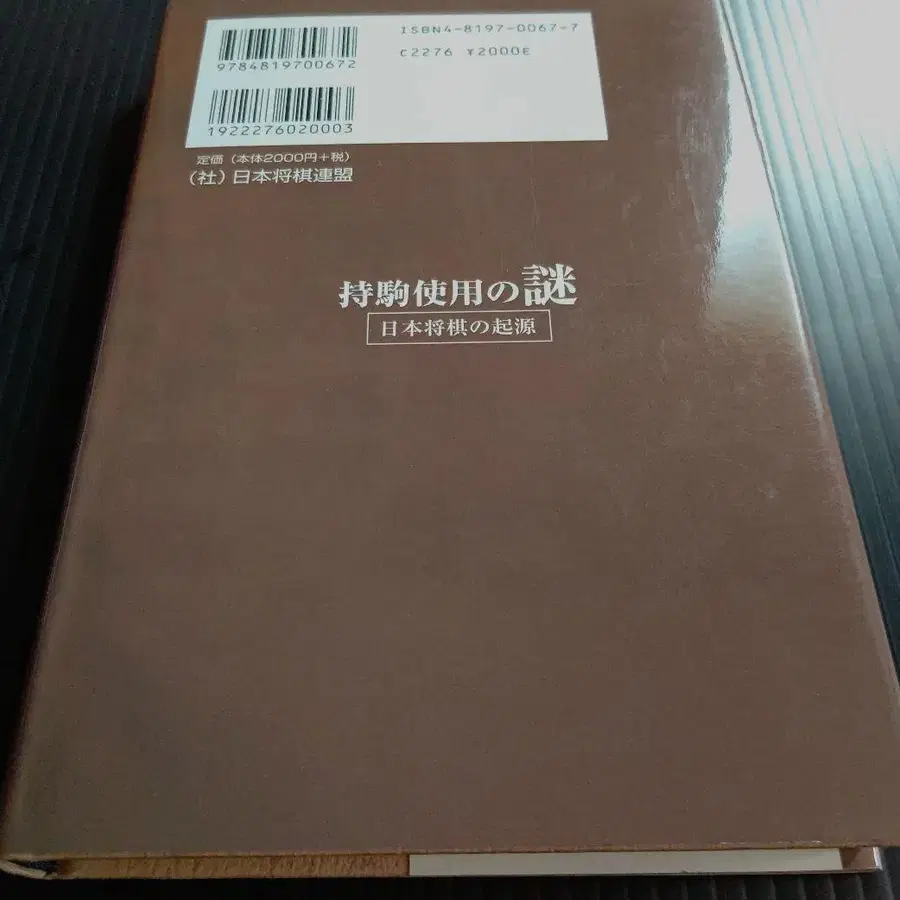 ISBN4-8197-0067-7
C2276 ¥2000E
9784819700672
1922276020003
定価（本体2000円+税）
（社）日本将棋連盟
持駒使用の謎
日本将棋の起源